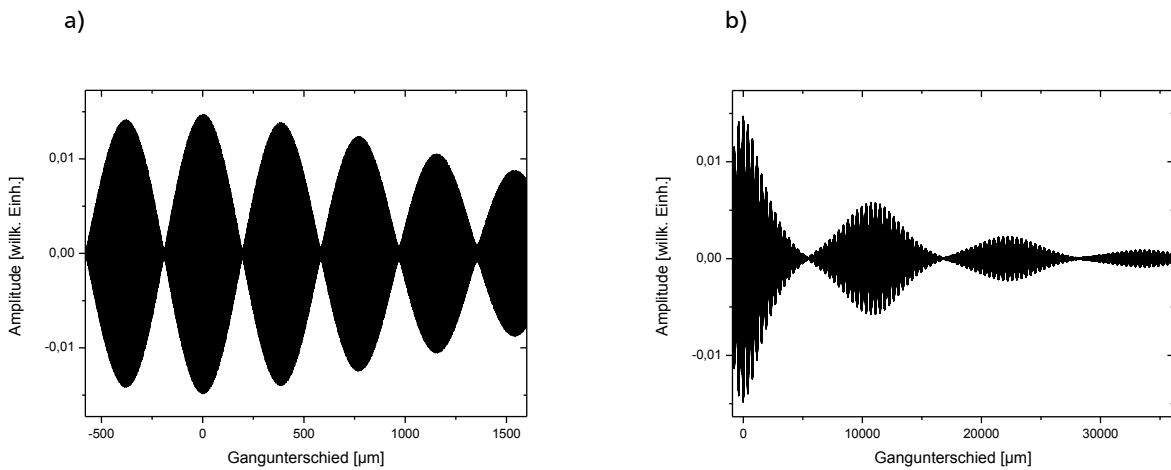 a)
0,01
0,00
-0,01
Amplitude [willk. Einh.]
-500
0
500
1000
1500
Gangunterschied [µm]
b)
0,01
0,00
-0,01
Amplitude [willk. Einh.]
0
10000
20000
30000
Gangunterschied [µm]